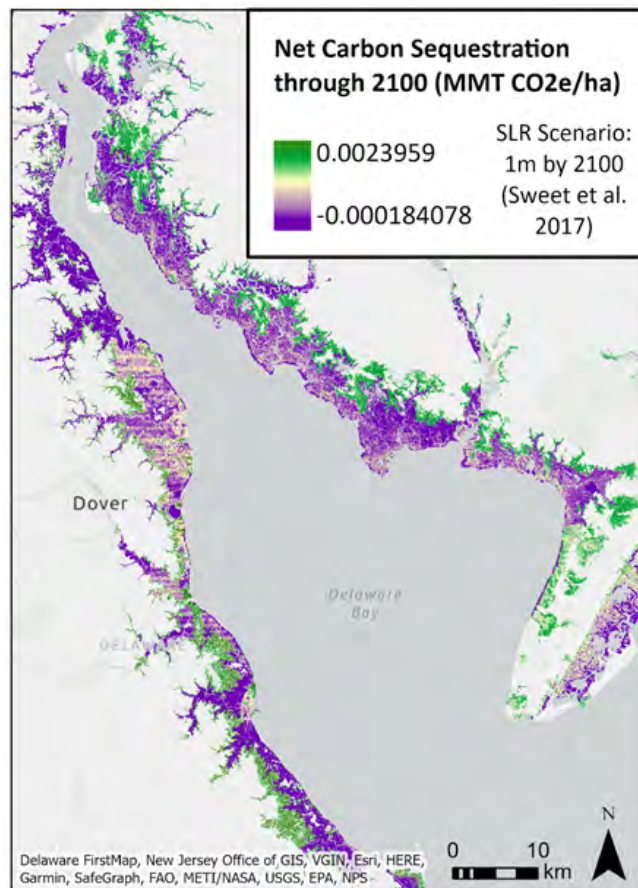 Net Carbon Sequestration
through 2100 (MMT CO2e/ha)
0.0023959
-0.000184078
SLR Scenario:
1m by 2100
(Sweet et al.
2017)
Dover
Delaware
Bay
DELAWARE
N
0 10
km
Delaware FirstMap, New Jersey Office of GIS, VGIN, Esri, HERE,
Garmin, SafeGraph, FAO, METI/NASA, USGS, EPA, NPS